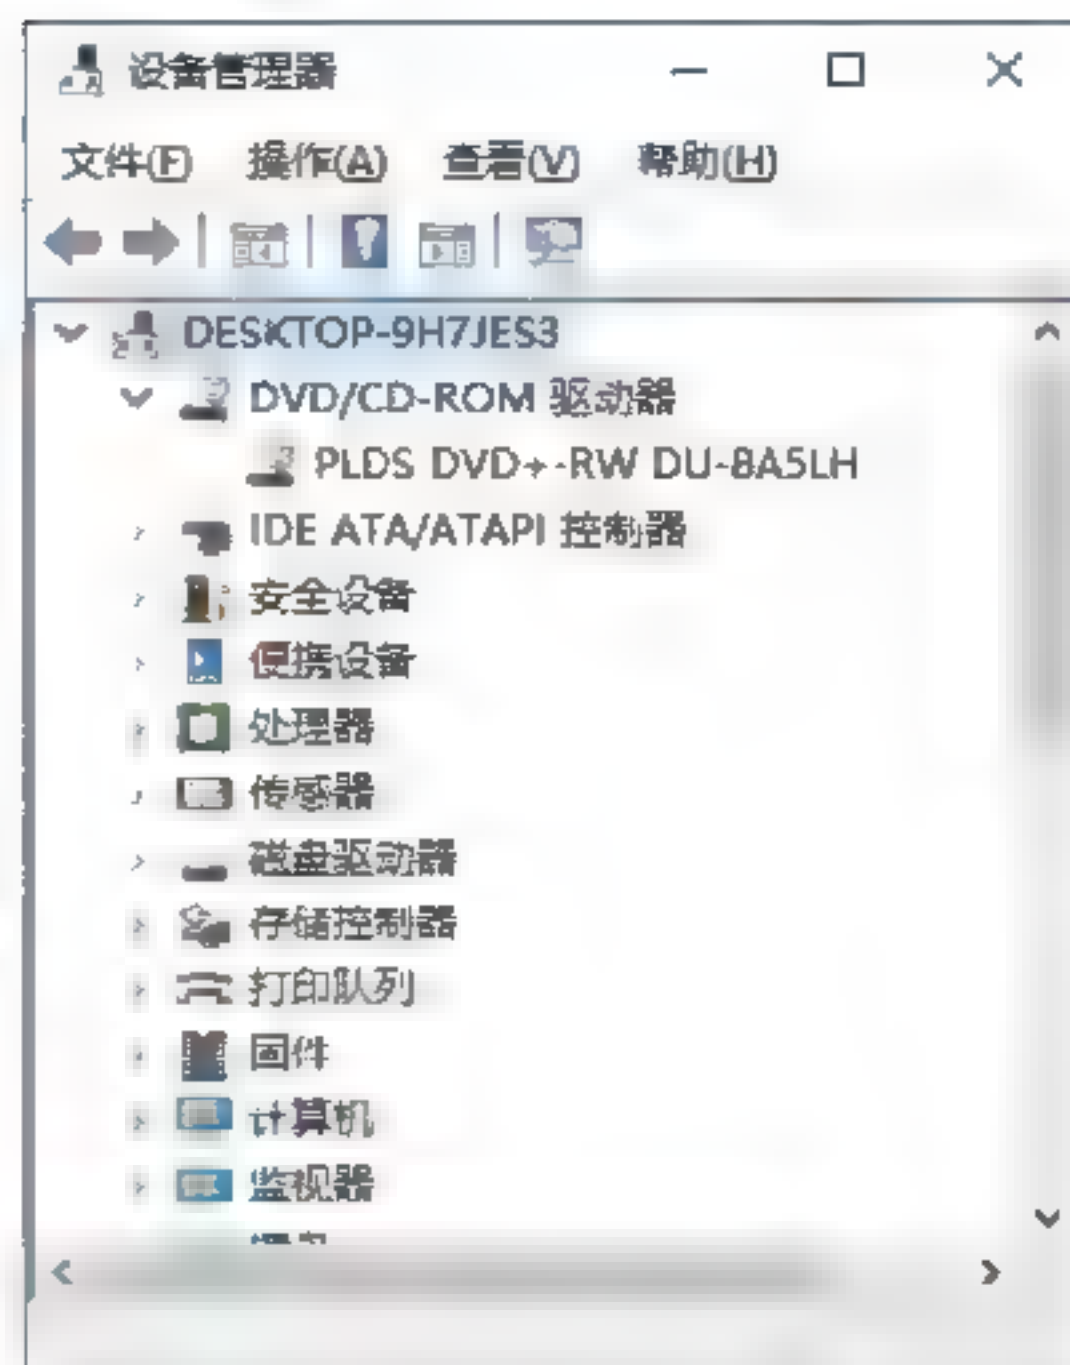 设备管理器
文件(F) 操作(A) 查看(V) 帮助(H)
DESKTOP-9H7JES3
DVD/CD-ROM 驱动器
PLDS DVD+-RW DU-8A5LH
IDE ATA/ATAPI 控制器
安全设备
便携设备
处理器
传感器
磁盘驱动器
存储控制器
打印队列
固件
计算机
监视器